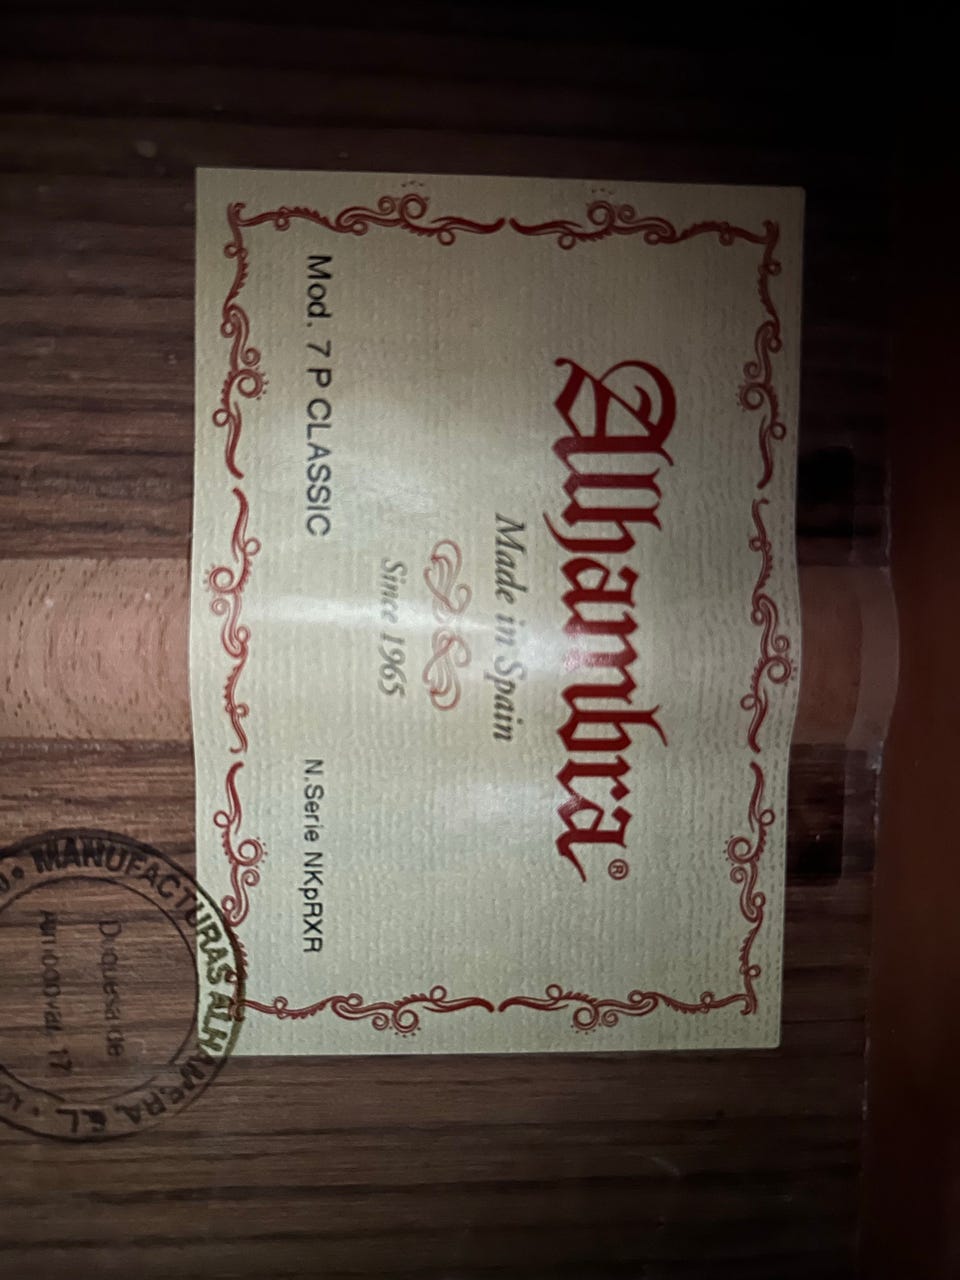 Alhambra®
Made in Spain
Since 1965
Mod. 7 P CLASSIC
N.Serie NKpRXR
MANUFACTURAS ALHAMBRA, S.L.
Duquesa de
Almodóvar, 17